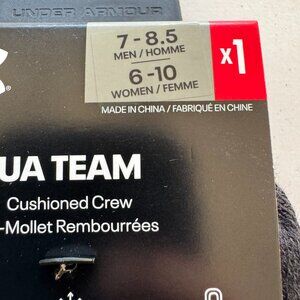 UNDER ARMOUR
7 - 8.5
MEN / HOMME
x1
6 -10
WOMEN / FEMME
MADE IN CHINA / FABRIQUÉ EN CHINE
UA TEAM
Cushioned Crew
-Mollet Rembourrées